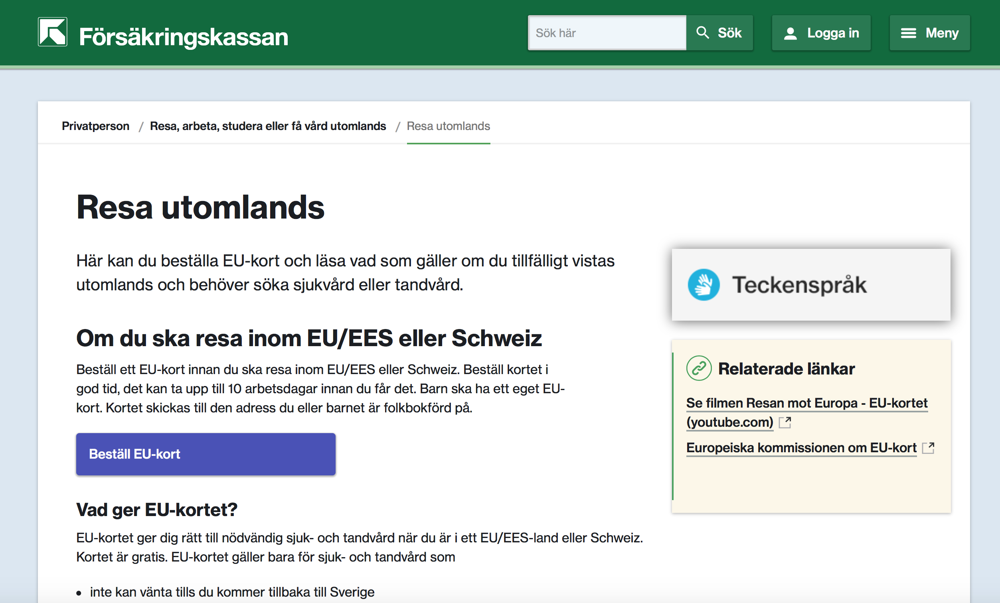 Försäkringskassan
Sök här
Sök
Logga in
Meny
Privatperson / Resa, arbeta, studera eller få vård utomlands / Resa utomlands
Resa utomlands
Här kan du beställa EU-kort och läsa vad som gäller om du tillfälligt vistas
utomlands och behöver söka sjukvård eller tandvård.
Om du ska resa inom EU/EES eller Schweiz
Beställ ett EU-kort innan du ska resa inom EU/EES eller Schweiz. Beställ kortet i
god tid, det kan ta upp till 10 arbetsdagar innan du får det. Barn ska ha ett eget EU-
kort. Kortet skickas till den adress du eller barnet är folkbokförd på.
Beställ EU-kort
Vad ger EU-kortet?
EU-kortet ger dig rätt till nödvändig sjuk- och tandvård när du är i ett EU/EES-land eller Schweiz.
Kortet är gratis. EU-kortet gäller bara för sjuk- och tandvård som
• inte kan vänta tills du kommer tillbaka till Sverige
Teckenspråk
Relaterade länkar
Se filmen Resan mot Europa - EU-kortet
(youtube.com)
Europeiska kommissionen om EU-kort